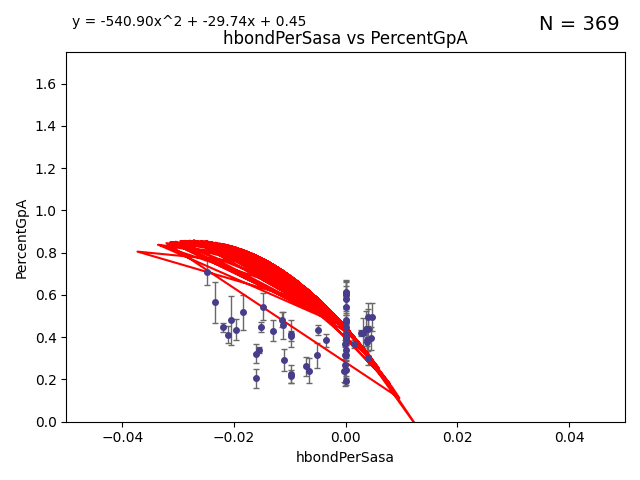 y = -540.90x^2 + -29.74x + 0.45
N = 369
hbondPerSasa vs PercentGpA
1.6
1.4
1.2
1.0
0.8
0.6
0.4
0.2
0.0
PercentGpA
−0.04
−0.02
0.00
0.02
0.04
hbondPerSasa